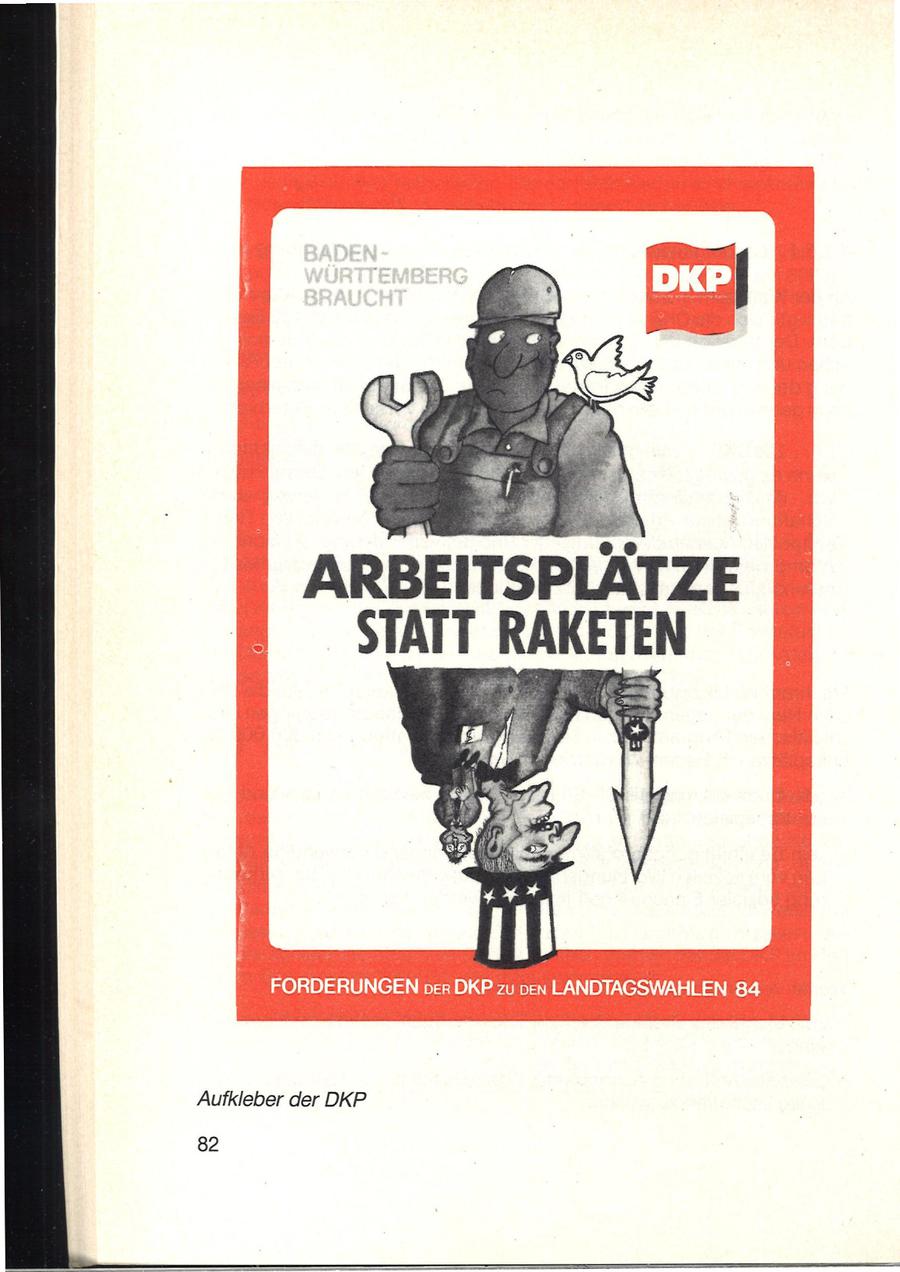 BADEN-
WÜRTTEMBERG
BRAUCHT
DKP
ARBEITSPLÄTZE
STATT RAKETEN
FORDERUNGEN DER DKP ZU DEN LANDTAGSWAHLEN 84
Aufkleber der DKP
82